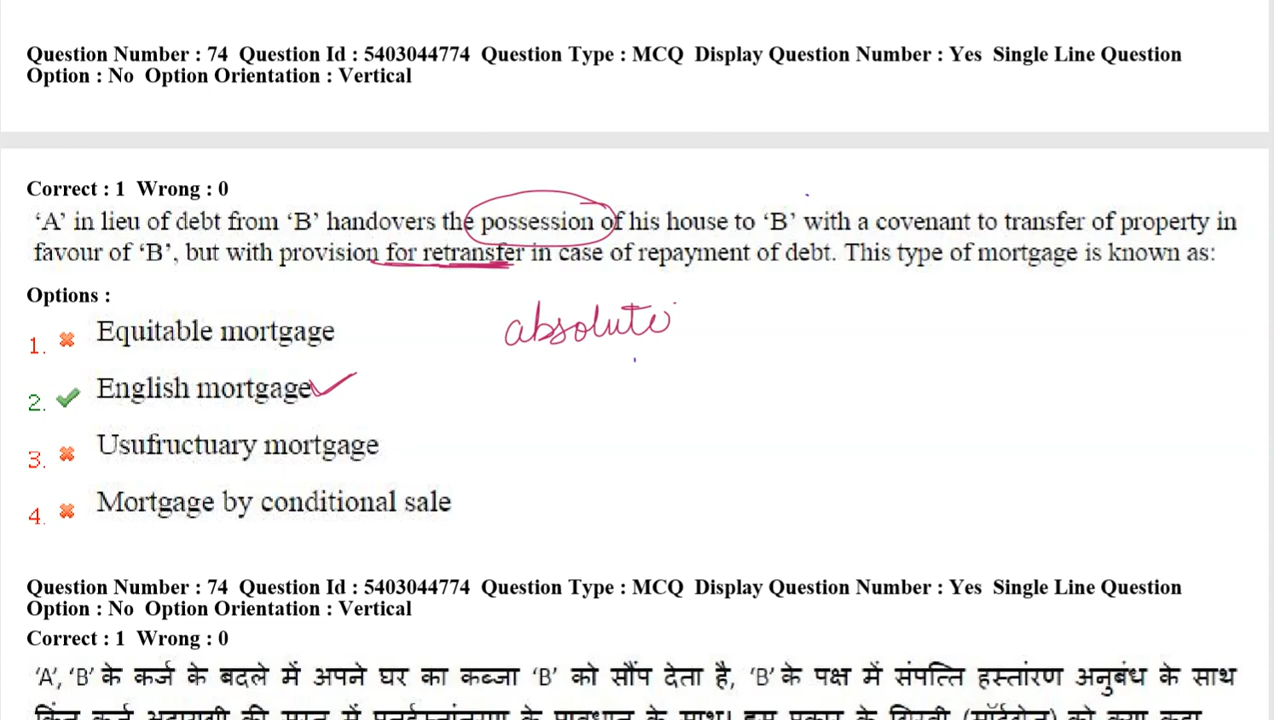 Question Number : 74 Question Id : 5403044774 Question Type : MCQ Display Question Number : Yes Single Line Question
Option : No Option Orientation : Vertical
Correct : 1 Wrong : 0
‘A’ in lieu of debt from ‘B’ handovers the possession of his house to ‘B’ with a covenant to transfer of property in
favour of ‘B’, but with provision for retransfer in case of repayment of debt. This type of mortgage is known as:
Options :
1. Equitable mortgage
absolute
2. English mortgage
3. Usufructuary mortgage
4. Mortgage by conditional sale
Question Number : 74 Question Id : 5403044774 Question Type : MCQ Display Question Number : Yes Single Line Question
Option : No Option Orientation : Vertical
Correct : 1 Wrong : 0
‘A’, ‘B’ के कर्ज के बदले में अपने घर का कब्जा ‘B’ को सौंप देता है, ‘B’ के पक्ष में संपत्ति हस्तांरण अनुबंध के साथ